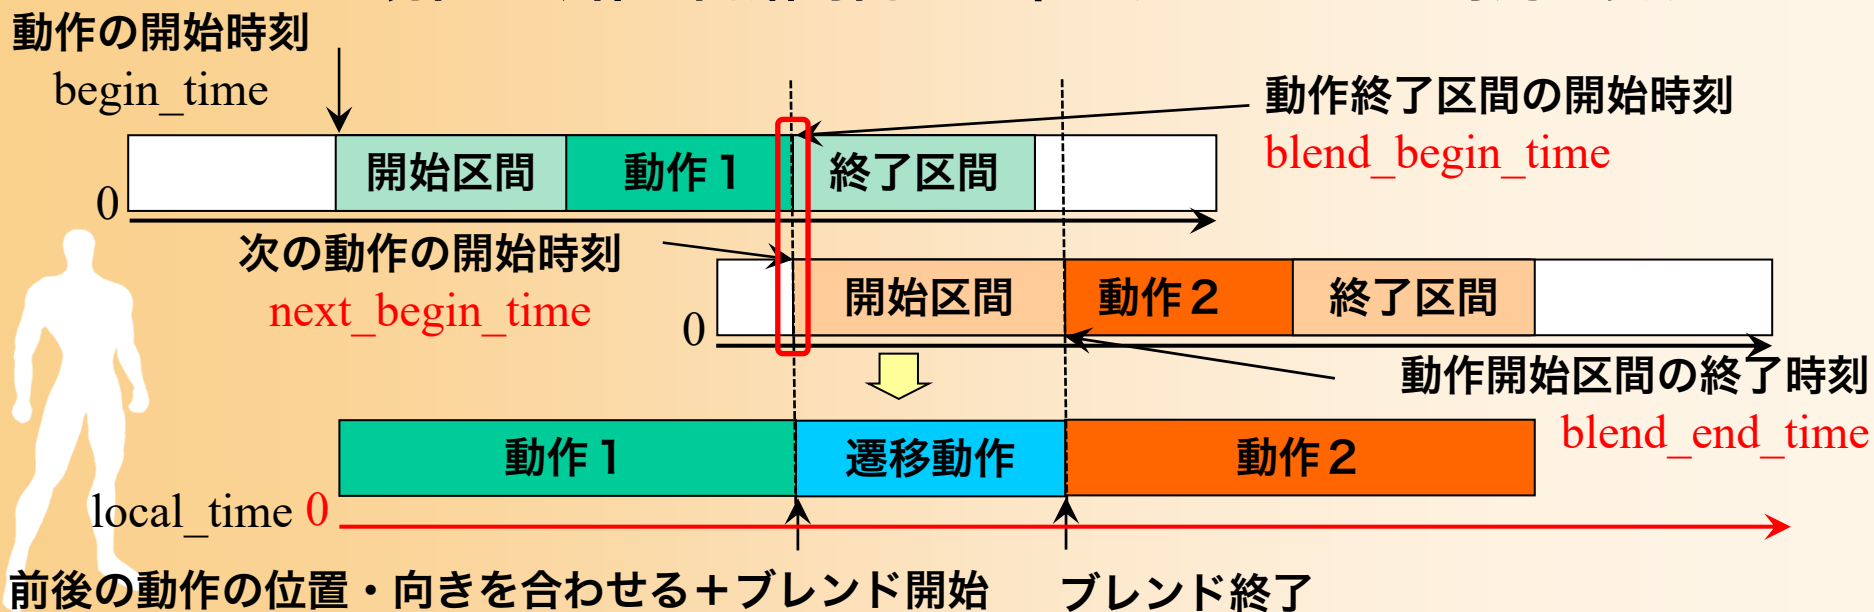 動作の開始時刻
begin_time
動作終了区間の開始時刻
blend_begin_time
開始区間
動作１
終了区間
0
次の動作の開始時刻
next_begin_time
開始区間
動作２
終了区間
0
動作開始区間の終了時刻
blend_end_time
動作１
遷移動作
動作２
local_time 0
前後の動作の位置・向きを合わせる＋ブレンド開始
ブレンド終了